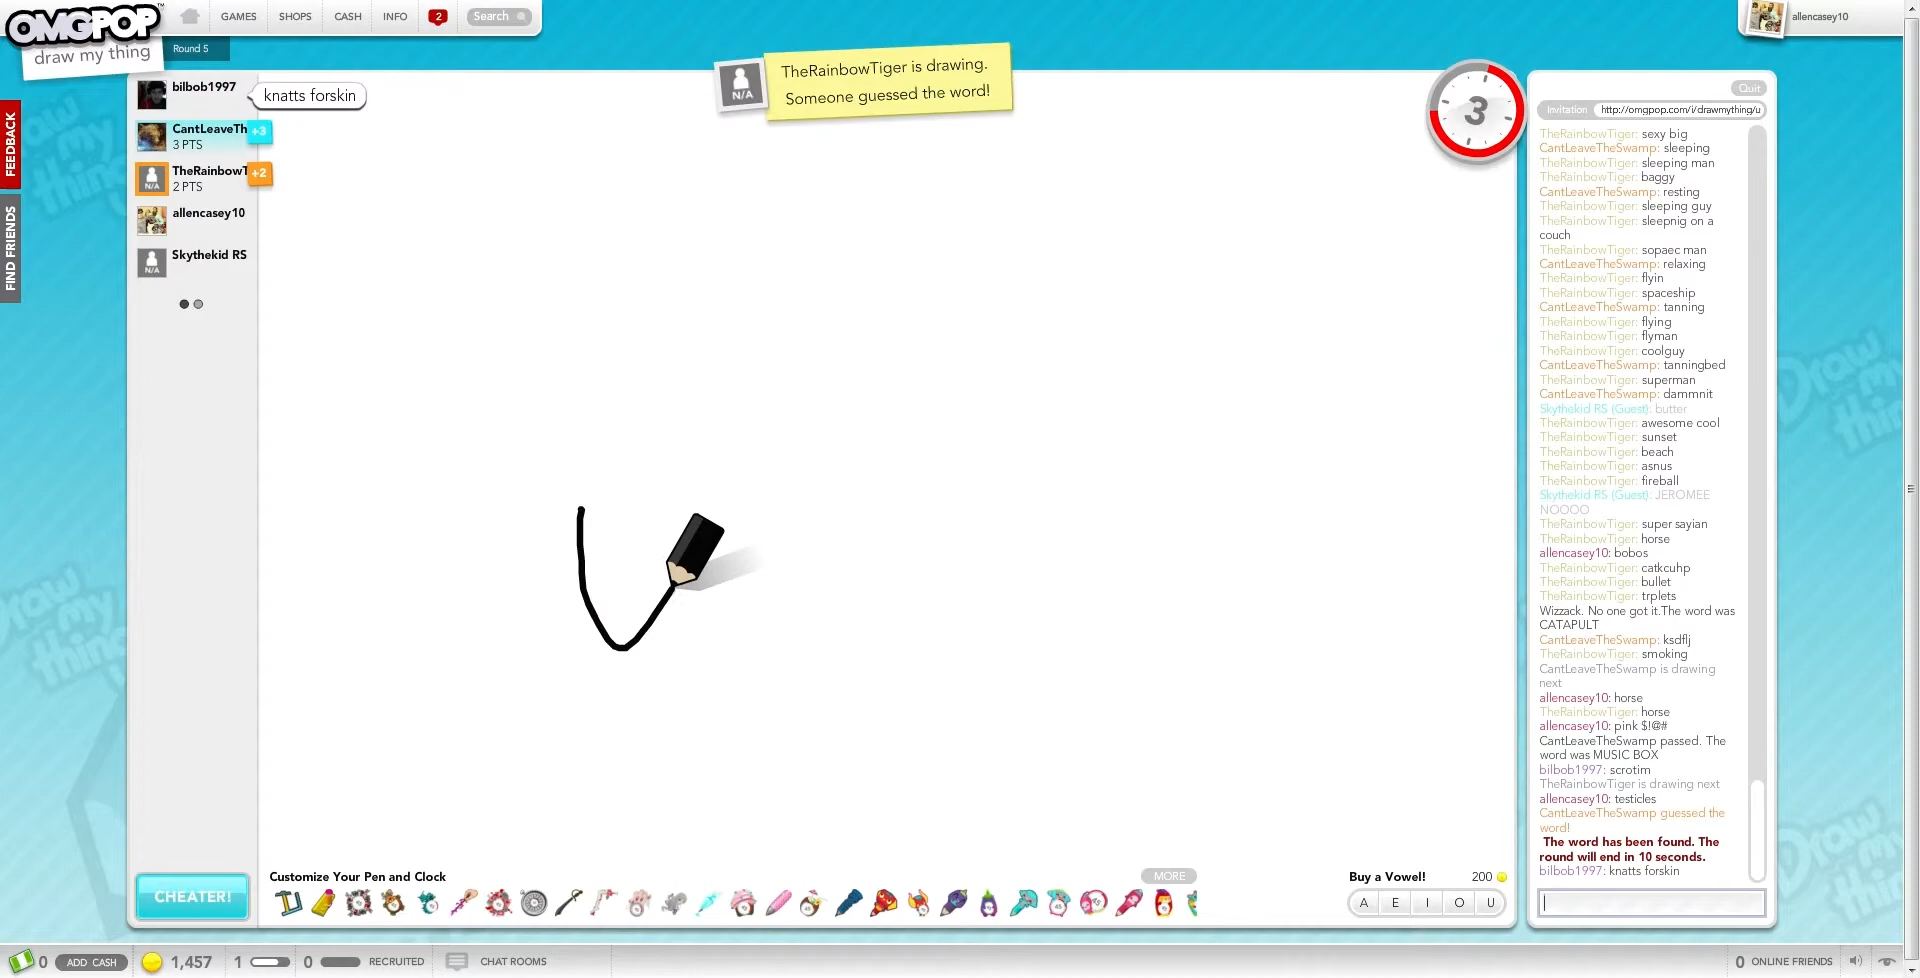 OMGPOP™
draw my thing
GAMES
SHOPS
CASH
INFO
2
Search
allencasey10
Round 5
FEEDBACK
FIND FRIENDS
bilbob1997
knatts forskin
CantLeaveTh
+3
3 PTS
TheRainbowT
+2
2 PTS
N/A
allencasey10
Skythekid RS
N/A
N/A
TheRainbowTiger is drawing.
Someone guessed the word!
3
Quit
Invitation http://omgpop.com/i/drawmything/u
TheRainbowTiger: sexy big
CantLeaveTheSwamp: sleeping
TheRainbowTiger: sleeping man
TheRainbowTiger: baggy
CantLeaveTheSwamp: resting
TheRainbowTiger: sleeping guy
TheRainbowTiger: sleepnig on a
couch
TheRainbowTiger: sopaec man
CantLeaveTheSwamp: relaxing
TheRainbowTiger: flyin
TheRainbowTiger: spaceship
CantLeaveTheSwamp: tanning
TheRainbowTiger: flying
TheRainbowTiger: flyman
TheRainbowTiger: coolguy
CantLeaveTheSwamp: tanningbed
TheRainbowTiger: superman
CantLeaveTheSwamp: dammnit
Skythekid RS (Guest): butter
TheRainbowTiger: awesome cool
TheRainbowTiger: sunset
TheRainbowTiger: beach
TheRainbowTiger: asnus
TheRainbowTiger: fireball
Skythekid RS (Guest): JEROMEE
NOOOO
TheRainbowTiger: super sayian
TheRainbowTiger: horse
allencasey10: bobos
TheRainbowTiger: catkcuhp
TheRainbowTiger: bullet
TheRainbowTiger: trplets
Wizzack. No one got it.The word was
CATAPULT
CantLeaveTheSwamp: ksdflj
TheRainbowTiger: smoking
CantLeaveTheSwamp is drawing
next
allencasey10: horse
TheRainbowTiger: horse
allencasey10: pink $!@#
CantLeaveTheSwamp passed. The
word was MUSIC BOX
bilbob1997: scrotim
TheRainbowTiger is drawing next
allencasey10: testicles
CantLeaveTheSwamp guessed the
word!
The word has been found. The
round will end in 10 seconds.
bilbob1997: knatts forskin
CHEATER!
Customize Your Pen and Clock
MORE
Buy a Vowel!
200
A E I O U
0
ADD CASH
1,457
1
0
RECRUITED
CHAT ROOMS
0 ONLINE FRIENDS
Draw my thing